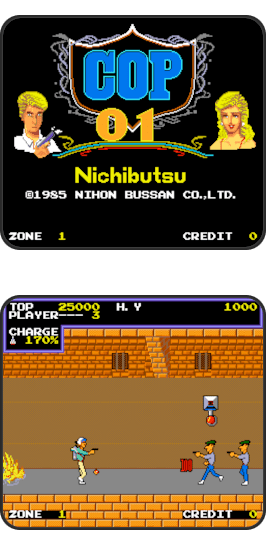 COP
01
Nichibutsu
©1985 NIHON BUSSAN CO.,LTD.
ZONE 1 CREDIT 0
TOP 25000 H.Y 1000
PLAYER--- 3
CHARGE
170%
ZONE 1 CREDIT 0